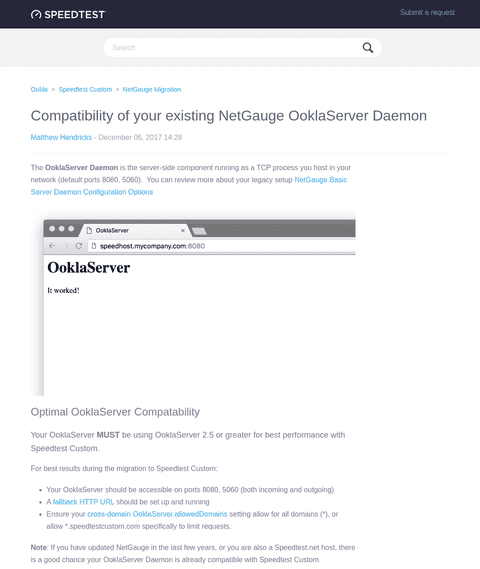 SPEEDTEST
Submit a request
Search
Ookla > Speedtest Custom > NetGauge Migration
Compatibility of your existing NetGauge OoklaServer Daemon
Matthew Hendricks - December 06, 2017 14:28
The OoklaServer Daemon is the server-side component running as a TCP process you host in your
network (default ports 8080, 5060). You can review more about your legacy setup NetGauge Basic
Server Daemon Configuration Options
OoklaServer
speedhost.mycompany.com:8080
OoklaServer
It worked!
Optimal OoklaServer Compatability
Your OoklaServer MUST be using OoklaServer 2.5 or greater for best performance with
Speedtest Custom.
For best results during the migration to Speedtest Custom:
• Your OoklaServer should be accessible on ports 8080, 5060 (both incoming and outgoing)
• A fallback HTTP URL should be set up and running
• Ensure your cross-domain OoklaServer.allowedDomains setting allow for all domains (*), or
allow *.speedtestcustom.com specifically to limit requests.
Note: If you have updated NetGauge in the last few years, or you are also a Speedtest.net host, there
is a good chance your OoklaServer Daemon is already compatible with Speedtest Custom.